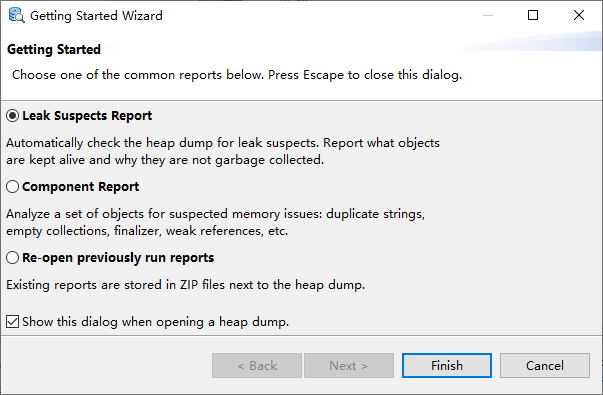 Getting Started Wizard
Getting Started
Choose one of the common reports below. Press Escape to close this dialog.
Leak Suspects Report
Automatically check the heap dump for leak suspects. Report what objects
are kept alive and why they are not garbage collected.
Component Report
Analyze a set of objects for suspected memory issues: duplicate strings,
empty collections, finalizer, weak references, etc.
Re-open previously run reports
Existing reports are stored in ZIP files next to the heap dump.
Show this dialog when opening a heap dump.
< Back Next > Finish Cancel